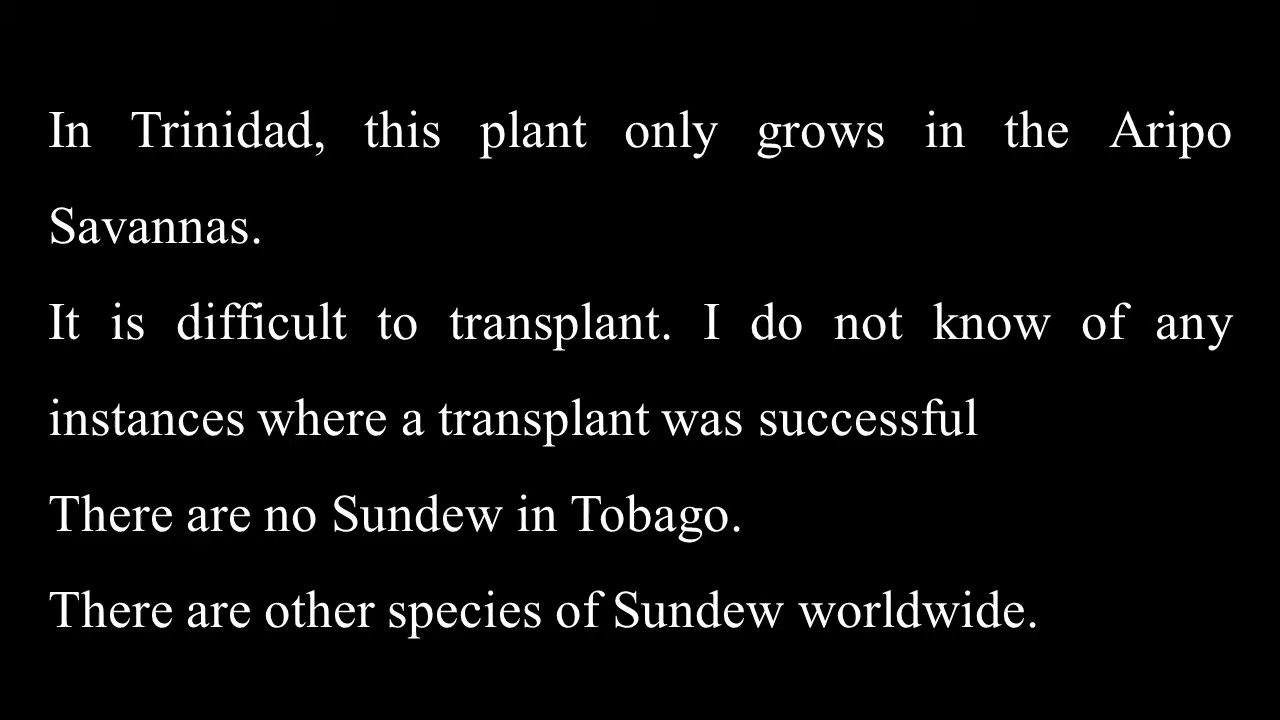 In Trinidad, this plant only grows in the Aripo
Savannas.
It is difficult to transplant. I do not know of any
instances where a transplant was successful
There are no Sundew in Tobago.
There are other species of Sundew worldwide.